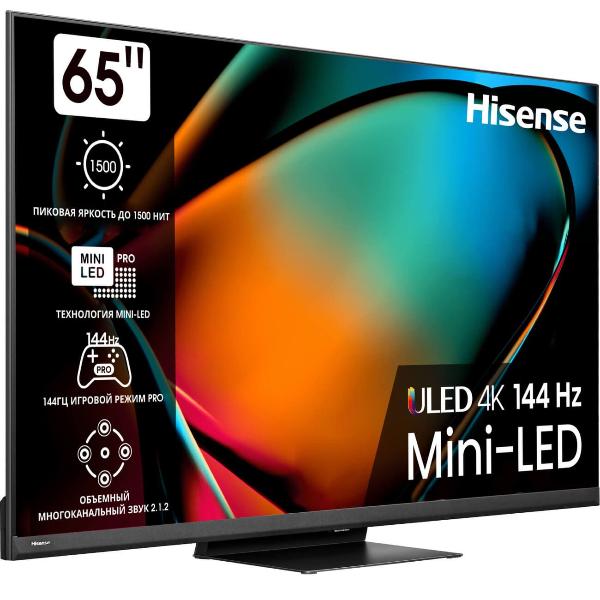 65"
Hisense
1500
ПИКОВАЯ ЯРКОСТЬ ДО 1500 НИТ
MINI LED PRO
ТЕХНОЛОГИЯ MINI-LED
144Hz
PRO
144ГЦ ИГРОВОЙ РЕЖИМ PRO
ОБЪЕМНЫЙ
МНОГОКАНАЛЬНЫЙ ЗВУК 2.1.2
ULED 4K 144 Hz
Mini-LED
Hisense